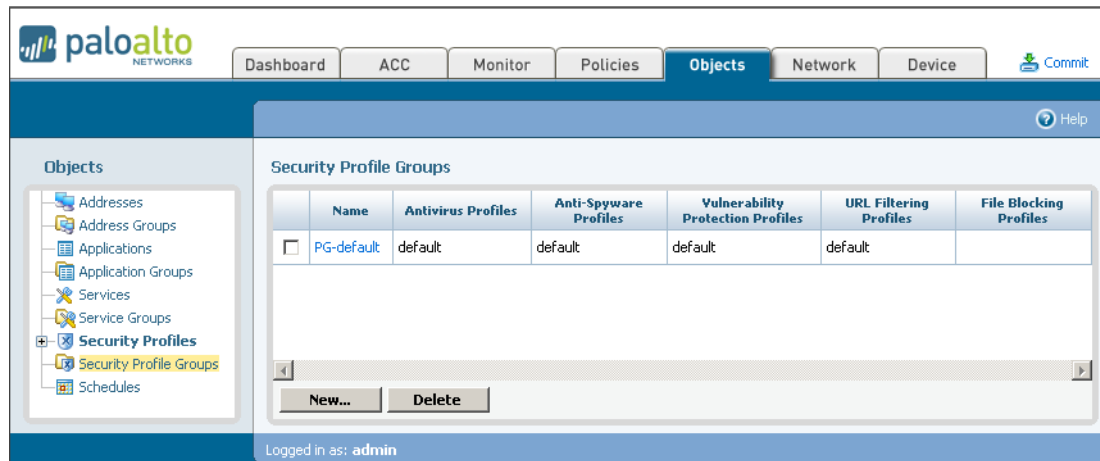 paloalto
NETWORKS
Dashboard ACC Monitor Policies Objects Network Device Commit
Help
Objects
Addresses
Address Groups
Applications
Application Groups
Services
Service Groups
Security Profiles
Security Profile Groups
Schedules
Security Profile Groups
Name Antivirus Profiles Anti-Spyware Profiles Vulnerability Protection Profiles URL Filtering Profiles File Blocking Profiles
PG-default default default default default
New... Delete
Logged in as: admin